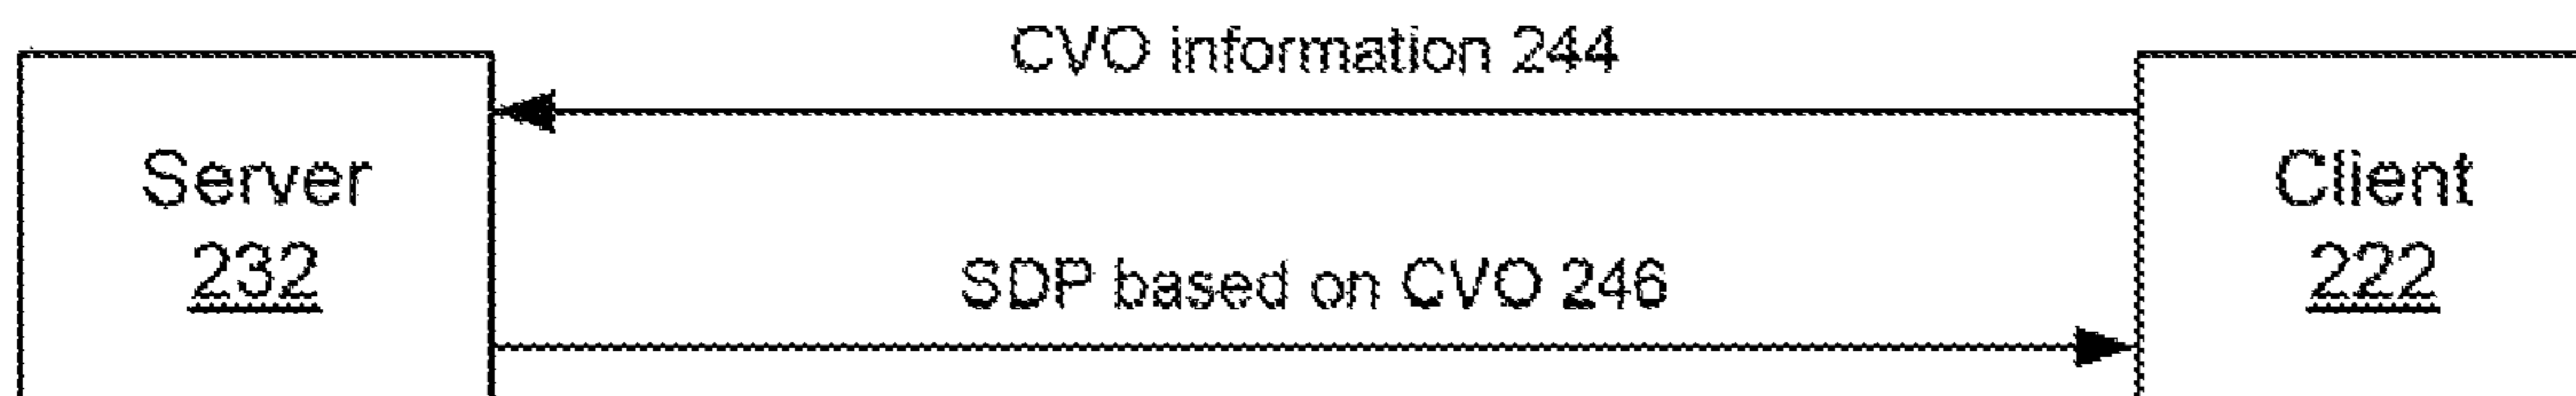 CVO information 244
Server
232
SDP based on CVO 246
Client
222